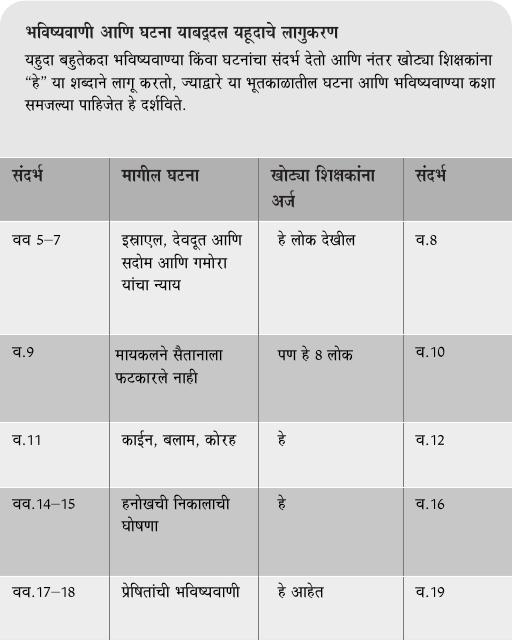 भविष्यवाणी आणि घटना याबद्दल यहूदाचे लागुकरण
यहुदा बहुतेकदा भविष्यवाण्या किंवा घटनांचा संदर्भ देतो आणि नंतर खोट्या शिक्षकांना
“हे” या शब्दाने लागू करतो, ज्याद्वारे या भूतकाळातील घटना आणि भविष्यवाण्या कशा
समजल्या पाहिजेत हे दर्शविते.
संदर्भ
मागील घटना
खोट्या शिक्षकांना
अर्ज
संदर्भ
वव 5–7
इस्राएल, देवदूत आणि
सदोम आणि गमोरा
यांचा न्याय
हे लोक देखील
व.8
व.9
मायकलने सैतानाला
फटकारले नाही
पण हे 8 लोक
व.10
व.11
काईन, बलाम, कोरह
हे
व.12
वव.14–15
हनोखची निकालाची
घोषणा
हे
व.16
वव.17–18
प्रेषितांची भविष्यवाणी
हे आहेत
व.19